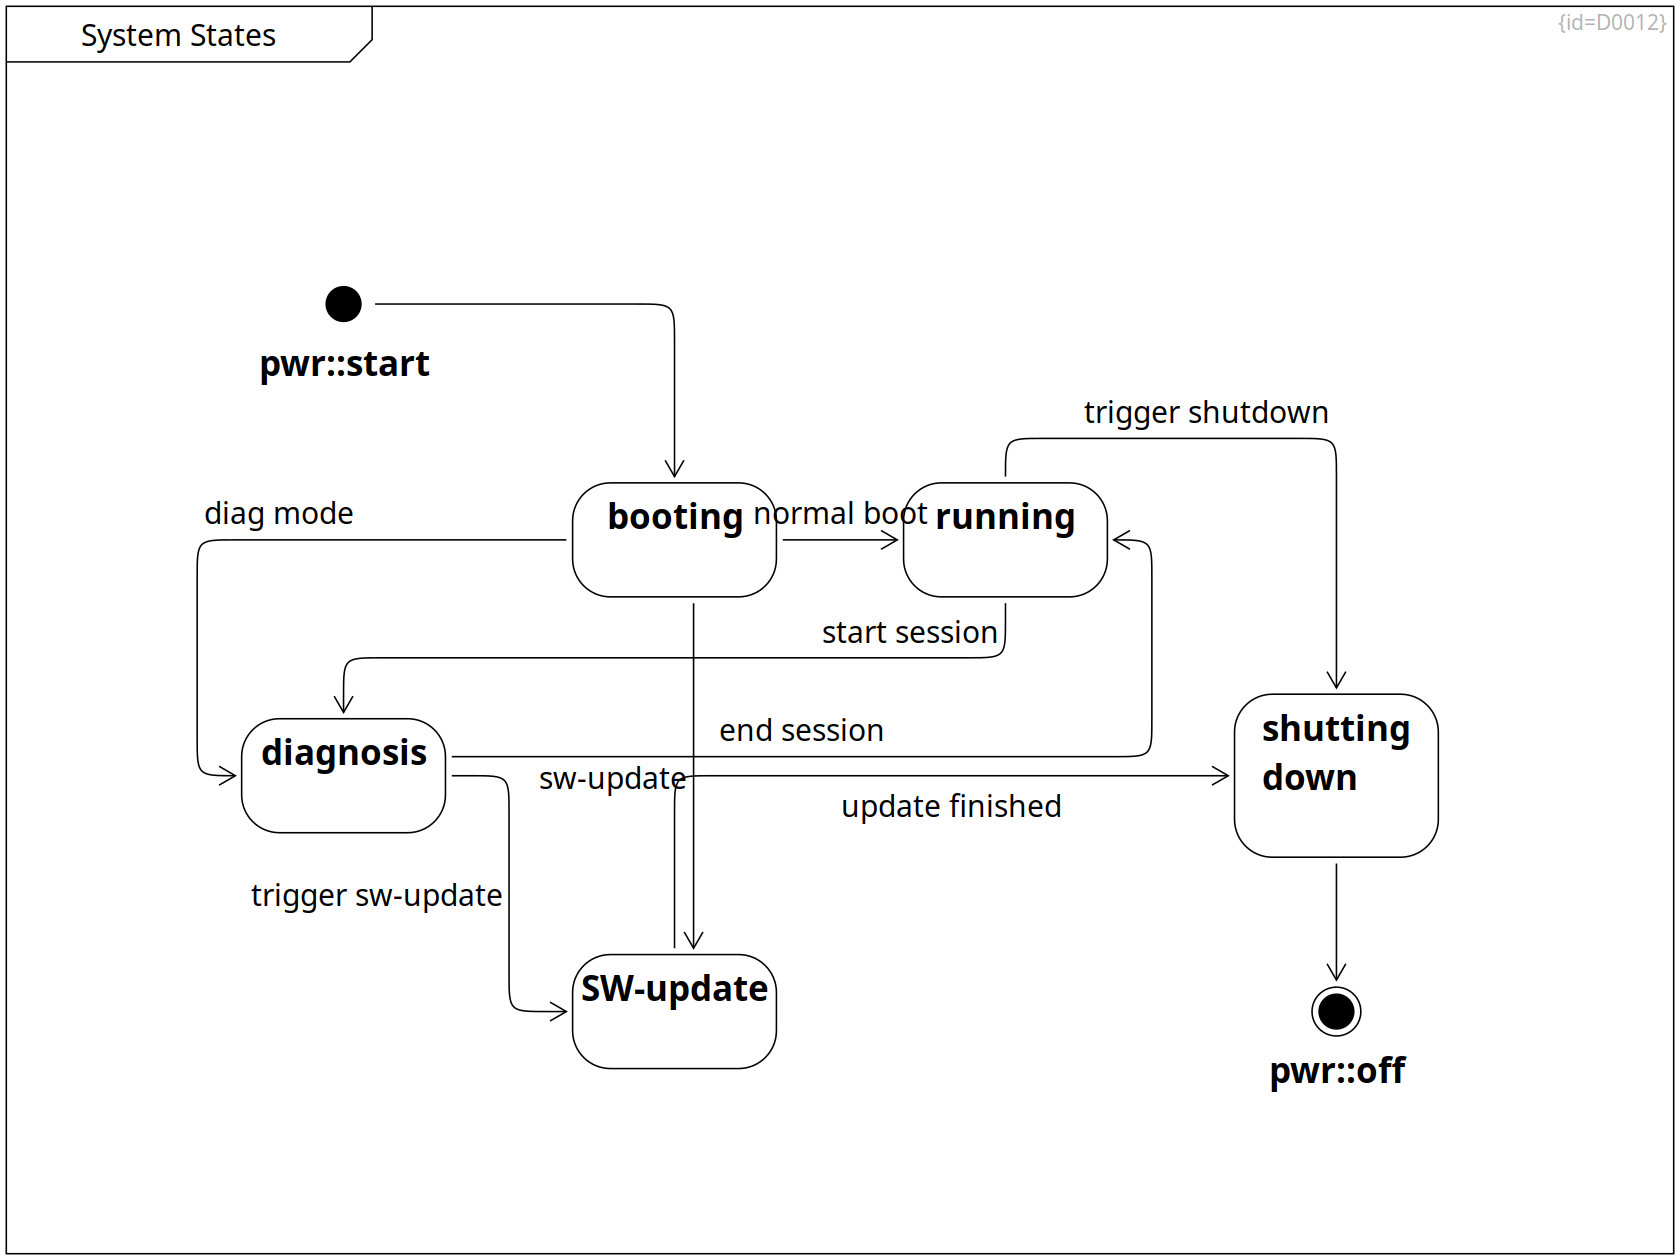 System States
{id=D0012}
pwr::start
trigger shutdown
diag mode
booting
normal boot
running
start session
diagnosis
end session
shutting
down
sw-update
update finished
trigger sw-update
SW-update
pwr::off